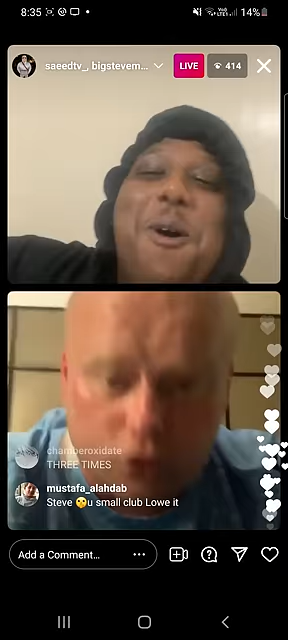 8:35 14%
saeedtv_, bigstevem... LIVE 414
chamberoxidate
THREE TIMES
mustafa_alahdab
Steve 🤫u small club Lowe it
Add a Comment...